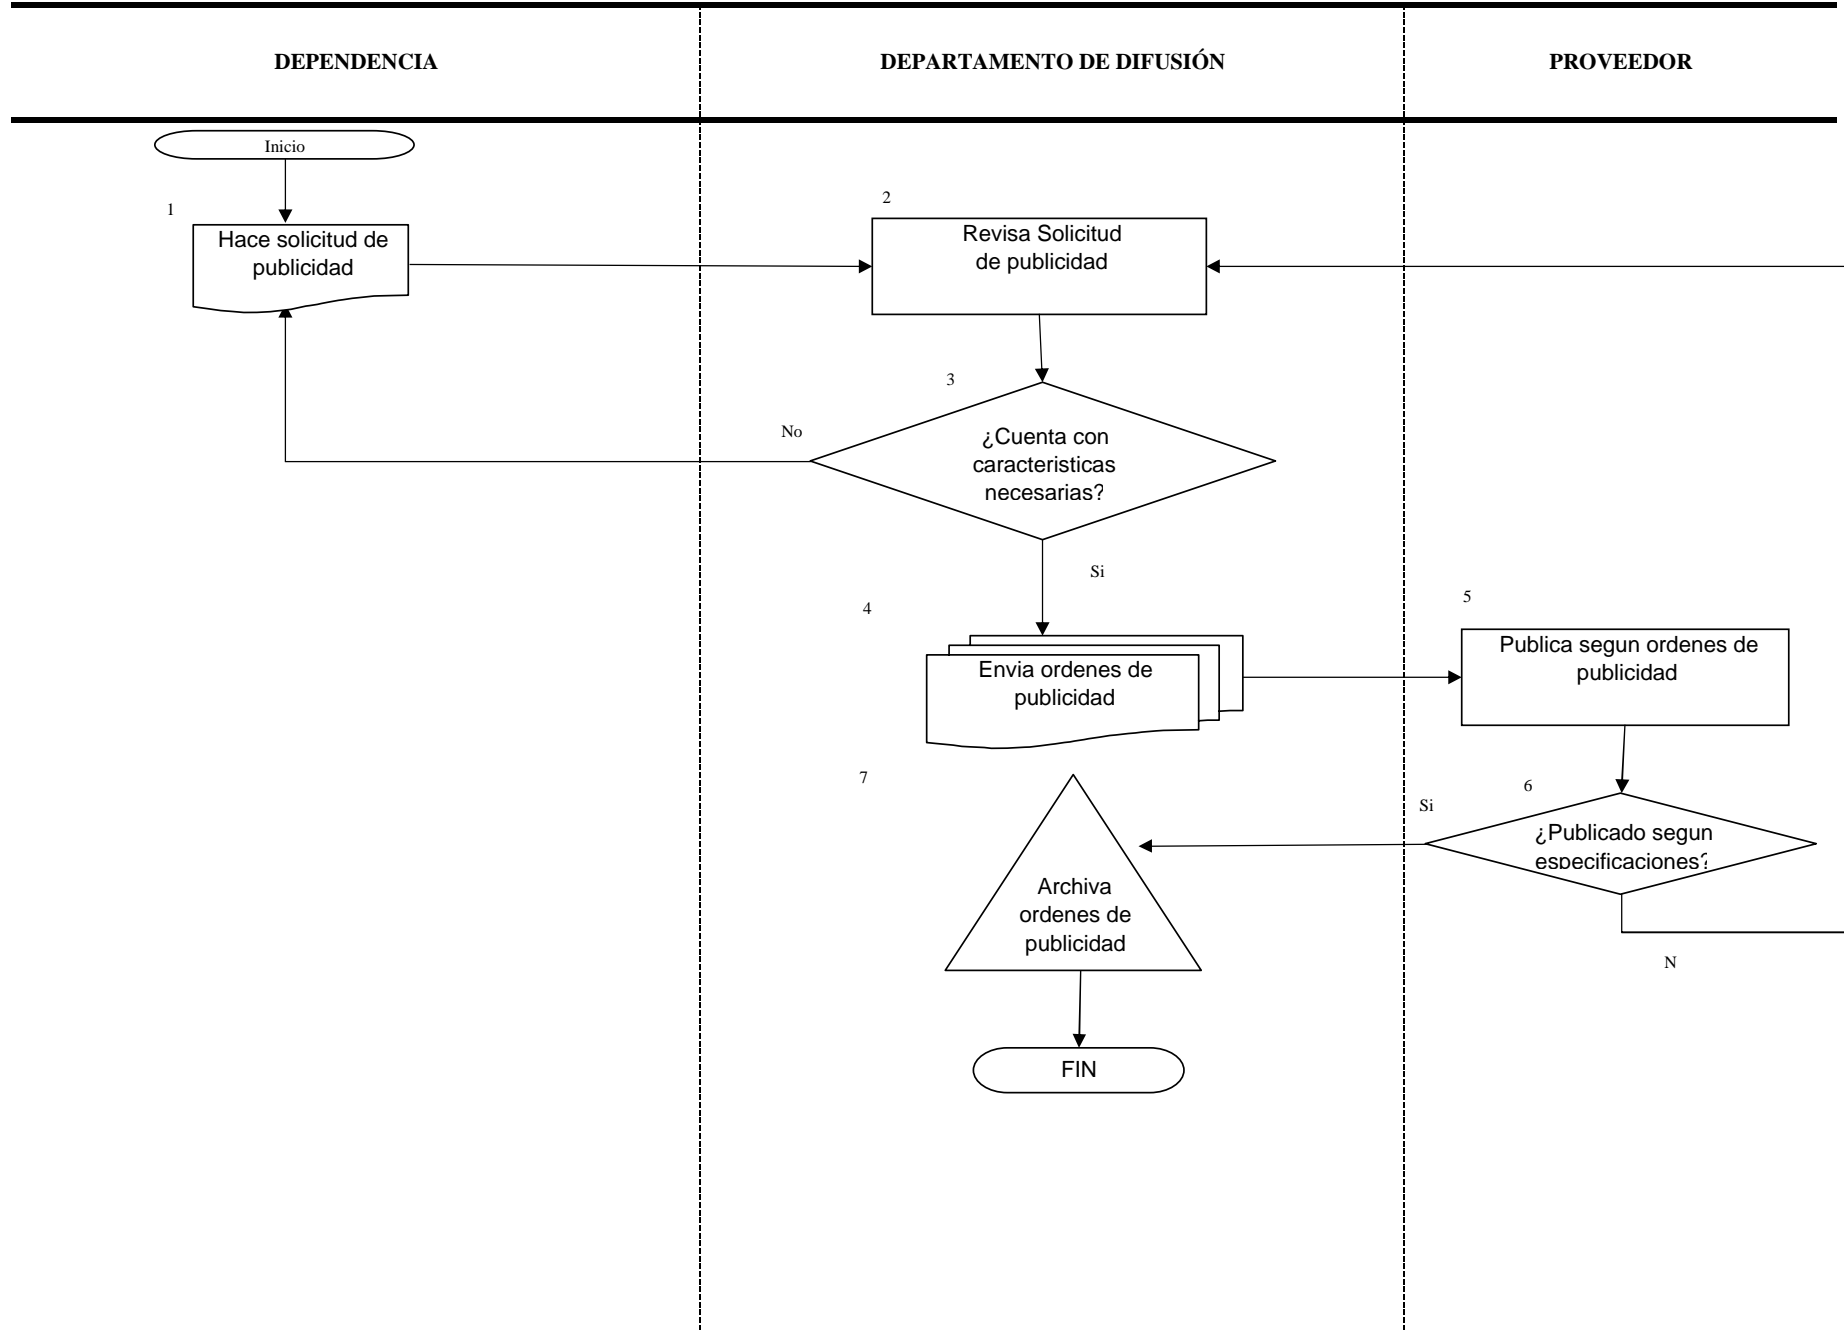 DEPENDENCIA
DEPARTAMENTO DE DIFUSIÓN
PROVEEDOR
Inicio
1
Hace solicitud de
publicidad
2
Revisa Solicitud
de publicidad
3
No
¿Cuenta con
caracteristicas
necesarias?
Si
4
Envia ordenes de
publicidad
5
Publica segun ordenes de
publicidad
6
Si
¿Publicado segun
especificaciones?
N
7
Archiva
ordenes de
publicidad
FIN